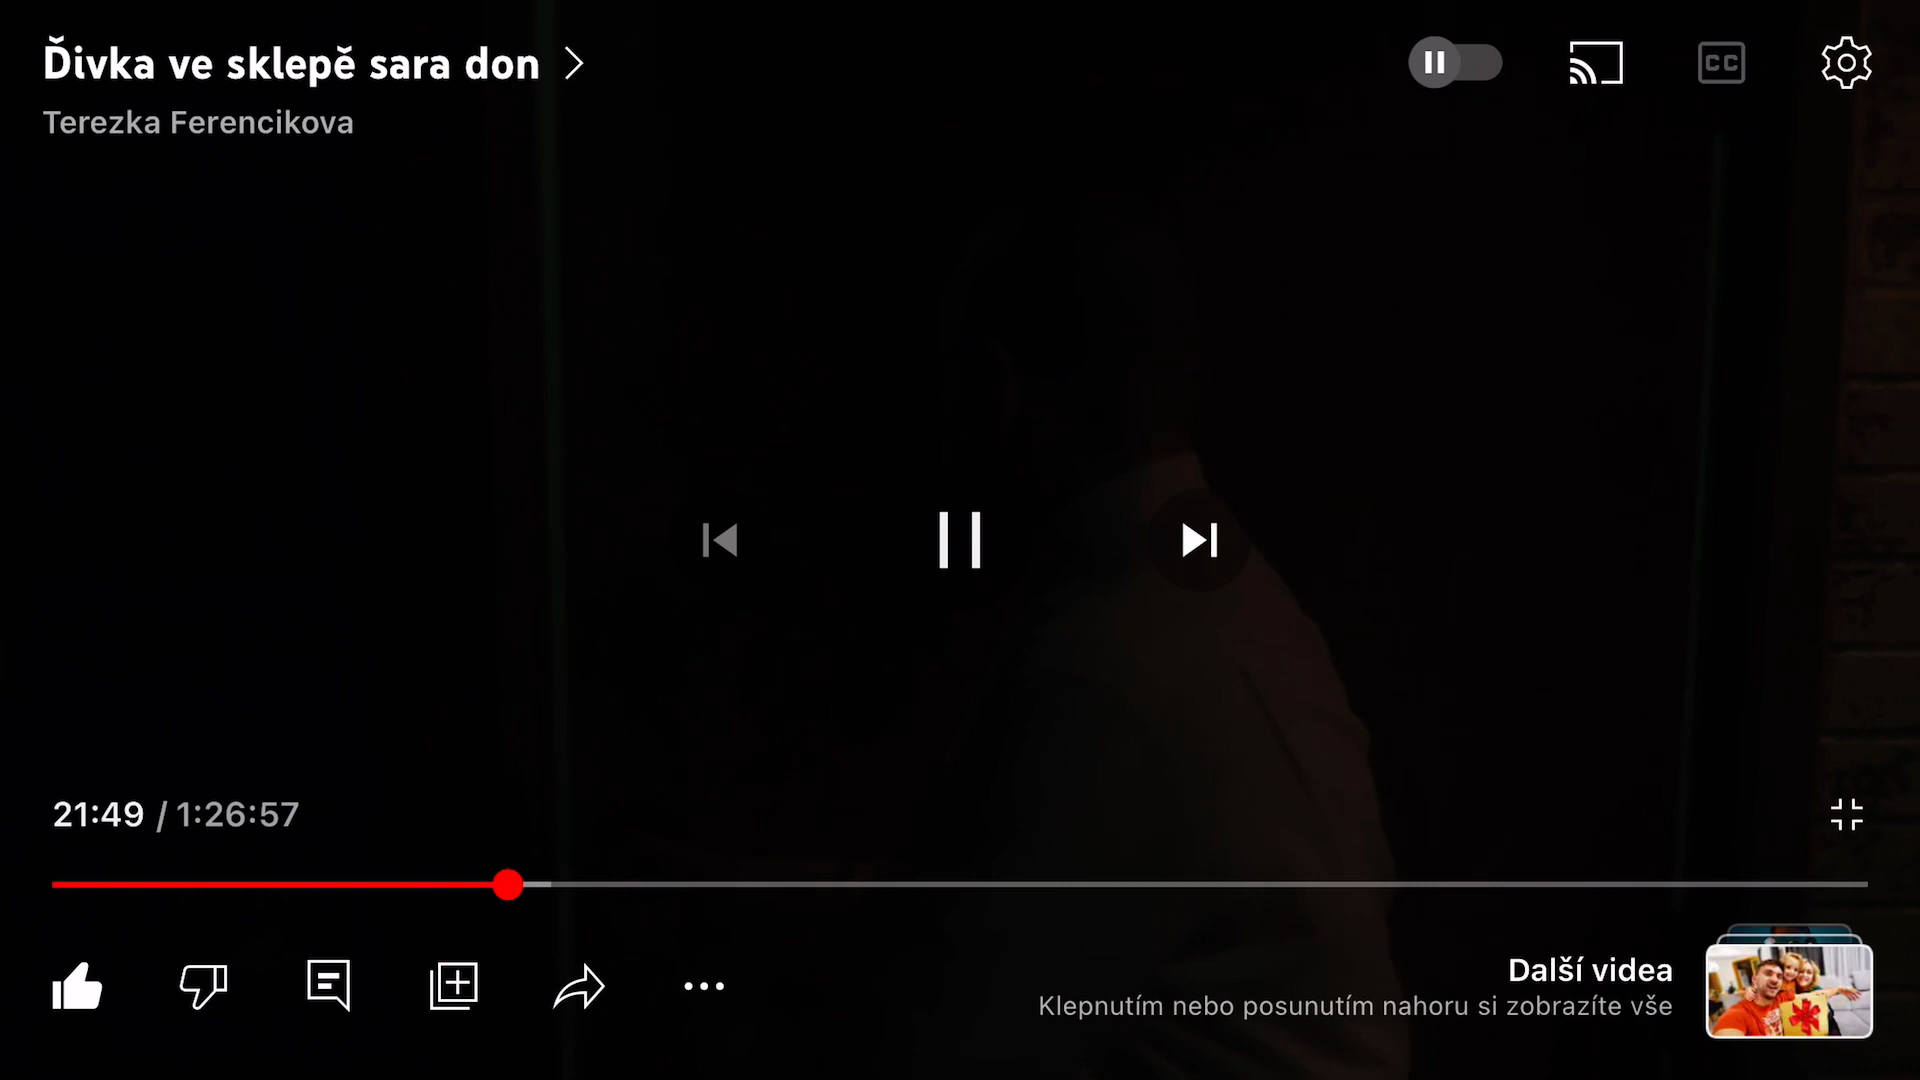 Ďivka ve sklepě sara don
Terezka Ferencikova
CC
21:49 / 1:26:57
Další videa
Klepnutím nebo posunutím nahoru si zobrazíte vše